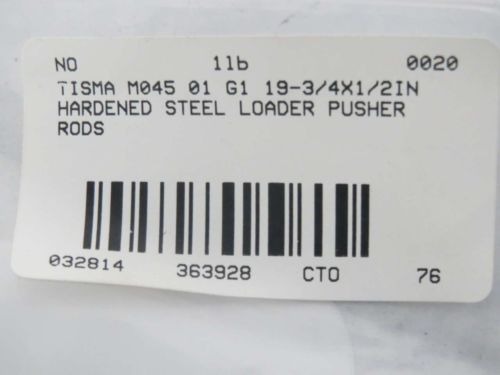 NO 11b 0020
TISMA M045 01 G1 19-3/4X1/2IN
HARDENED STEEL LOADER PUSHER
RODS
032814 363928 CTO 76